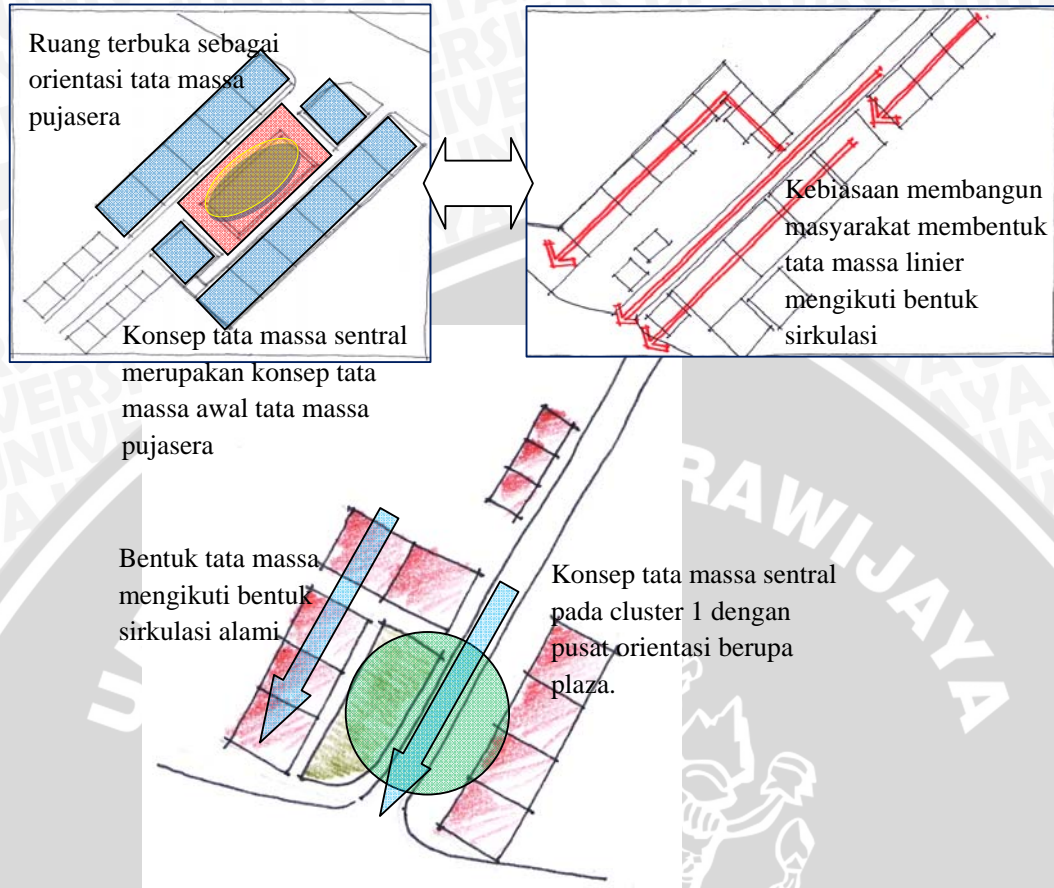 Ruang terbuka sebagai
orientasi tata massa
pujasera
Kebiasaan membangun
masyarakat membentuk
tata massa linier
mengikuti bentuk
sirkulasi
Konsep tata massa sentral
merupakan konsep tata
massa awal tata massa
pujasera
Bentuk tata massa
mengikuti bentuk
sirkulasi alami
Konsep tata massa sentral
pada cluster 1 dengan
pusat orientasi berupa
plaza.
RAWIJAYA